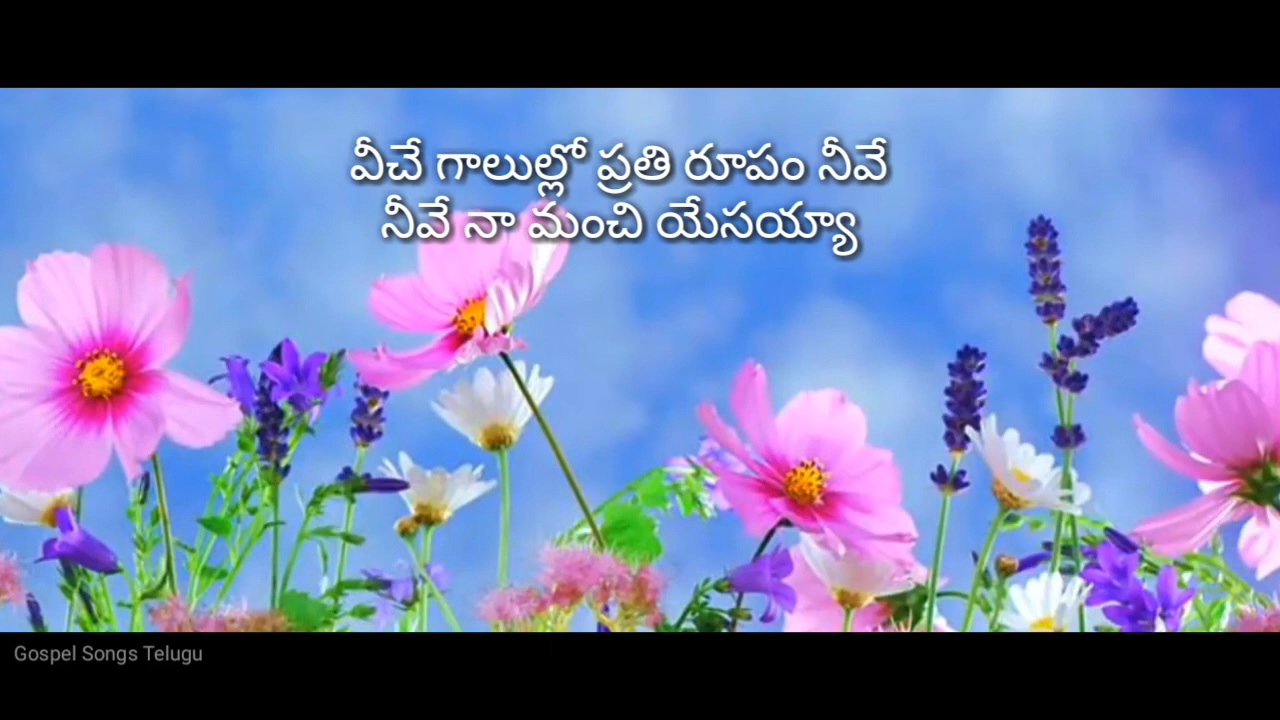 వీచే గాలుల్లో ప్రతి రూపం నీవే
నీవే నా మంచి యేసయ్యా
Gospel Songs Telugu